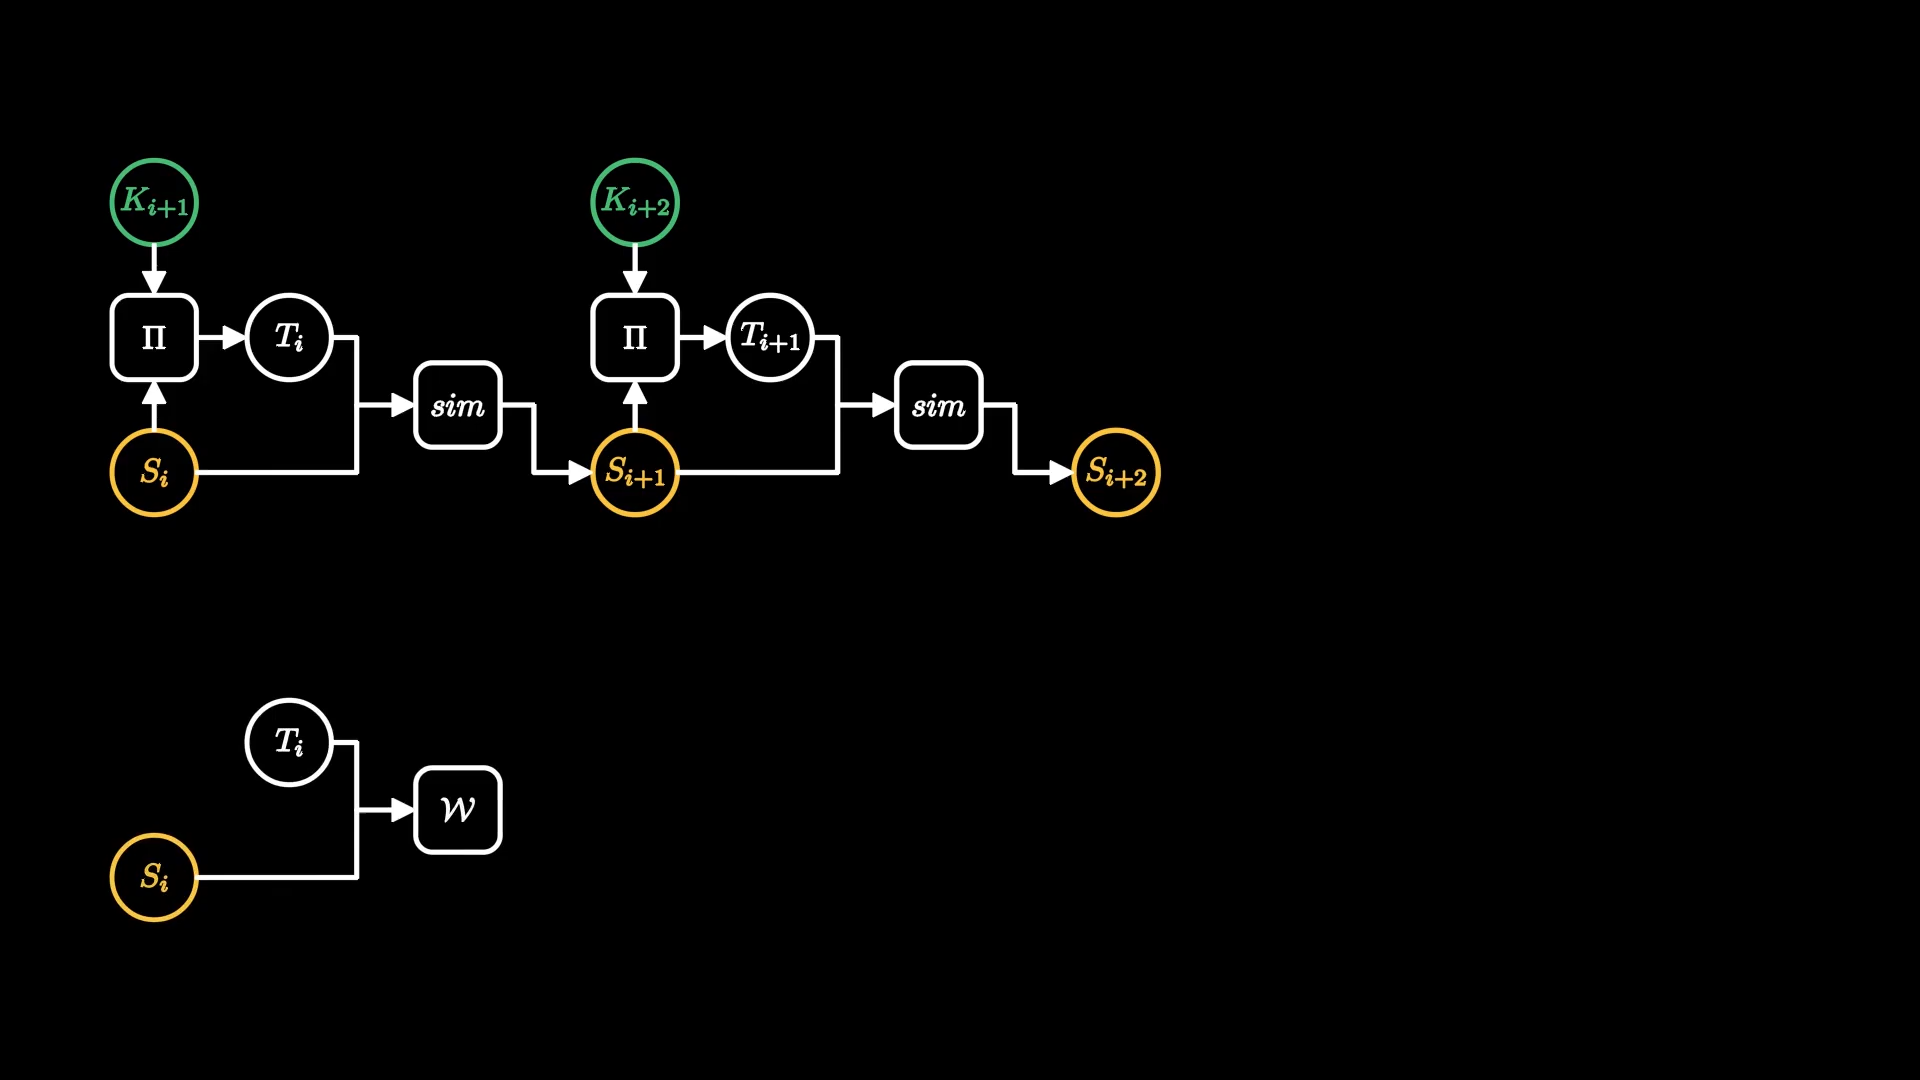 K_{i+1} K_{i+2}
Π T_i Π T_{i+1}
sim sim
S_i S_{i+1} S_{i+2}
T_i
𝒲
S_i